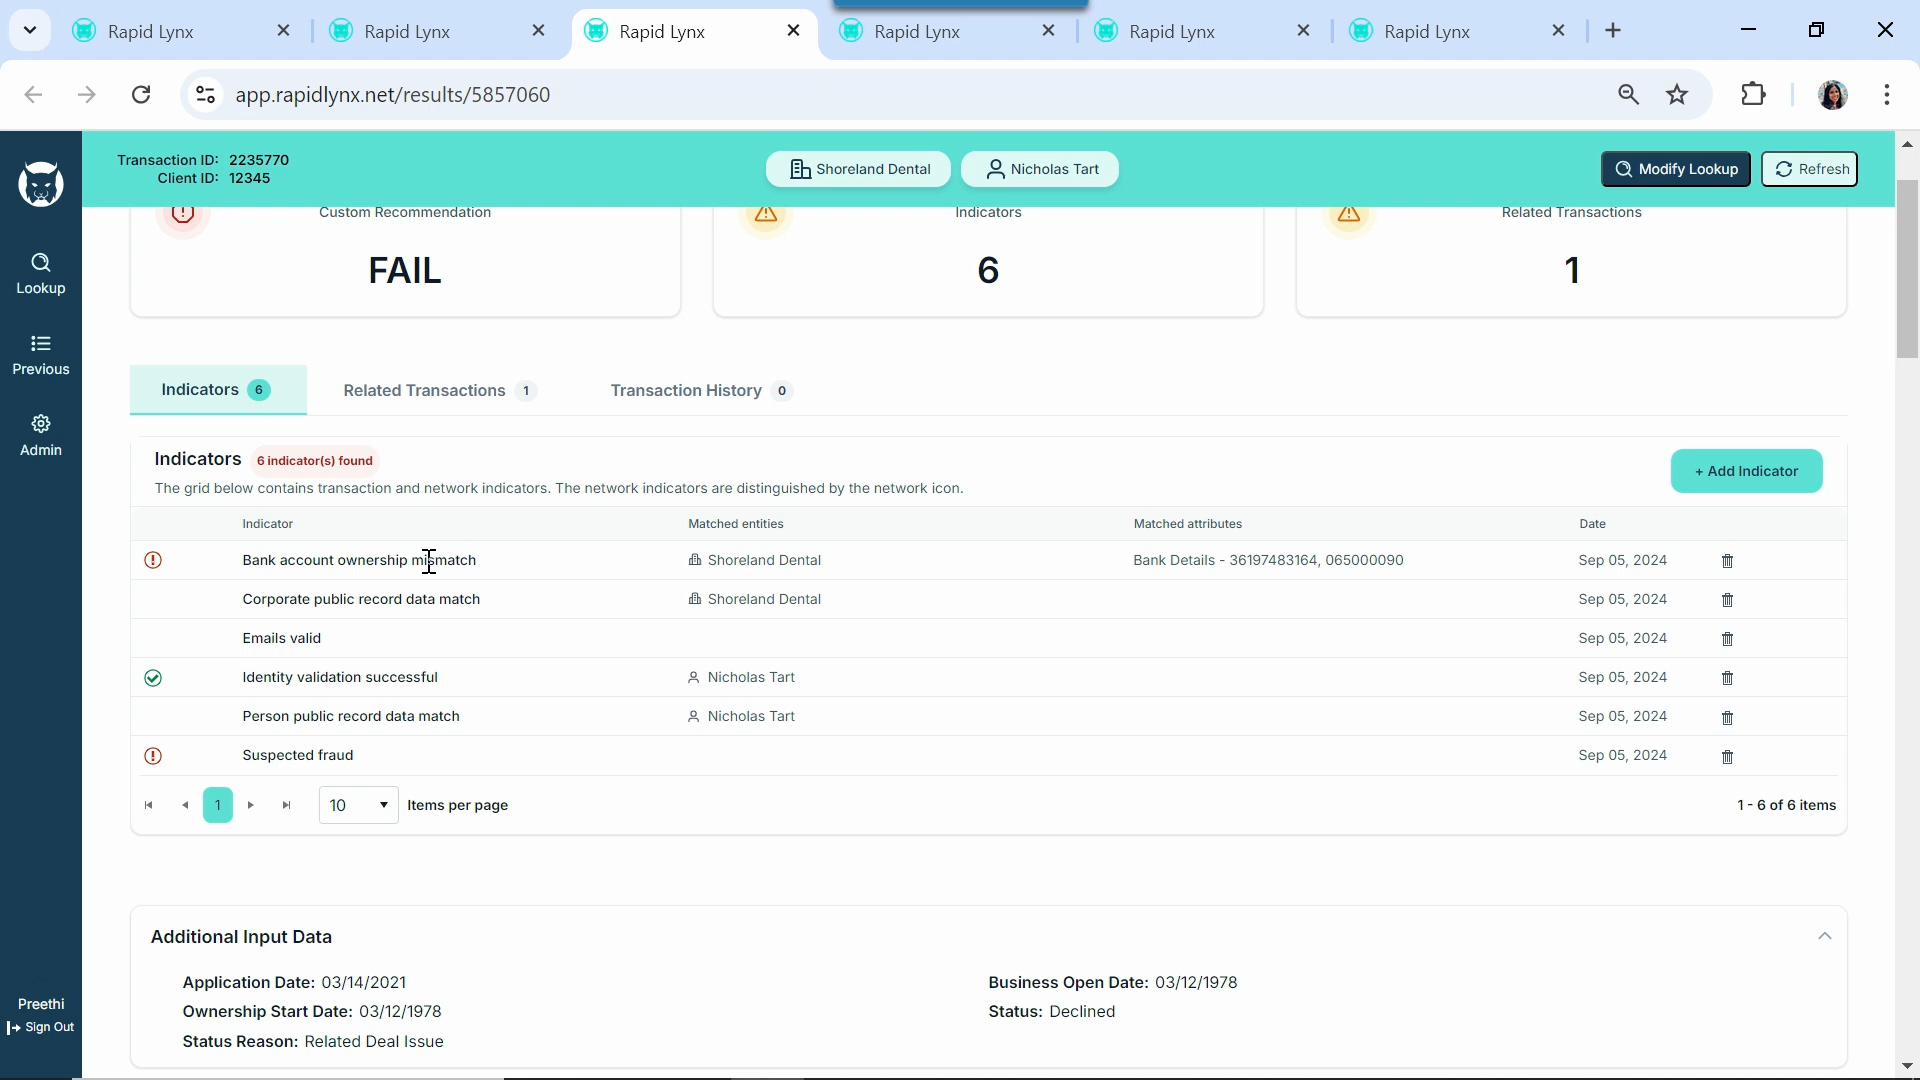 Rapid Lynx
Rapid Lynx
Rapid Lynx
Rapid Lynx
Rapid Lynx
Rapid Lynx
app.rapidlynx.net/results/5857060
Transaction ID: 2235770
Client ID: 12345
Shoreland Dental
Nicholas Tart
Modify Lookup
Refresh
Lookup
Previous
Admin
Preethi
Sign Out
Custom Recommendation
FAIL
Indicators
6
Related Transactions
1
Indicators 6
Related Transactions 1
Transaction History 0
Indicators 6 indicator(s) found
The grid below contains transaction and network indicators. The network indicators are distinguished by the network icon.
+ Add Indicator
Indicator Matched entities Matched attributes Date
Bank account ownership mismatch Shoreland Dental Bank Details - 36197483164, 065000090 Sep 05, 2024
Corporate public record data match Shoreland Dental Sep 05, 2024
Emails valid Sep 05, 2024
Identity validation successful Nicholas Tart Sep 05, 2024
Person public record data match Nicholas Tart Sep 05, 2024
Suspected fraud Sep 05, 2024
1 10 Items per page 1 - 6 of 6 items
Additional Input Data
Application Date: 03/14/2021 Business Open Date: 03/12/1978
Ownership Start Date: 03/12/1978 Status: Declined
Status Reason: Related Deal Issue